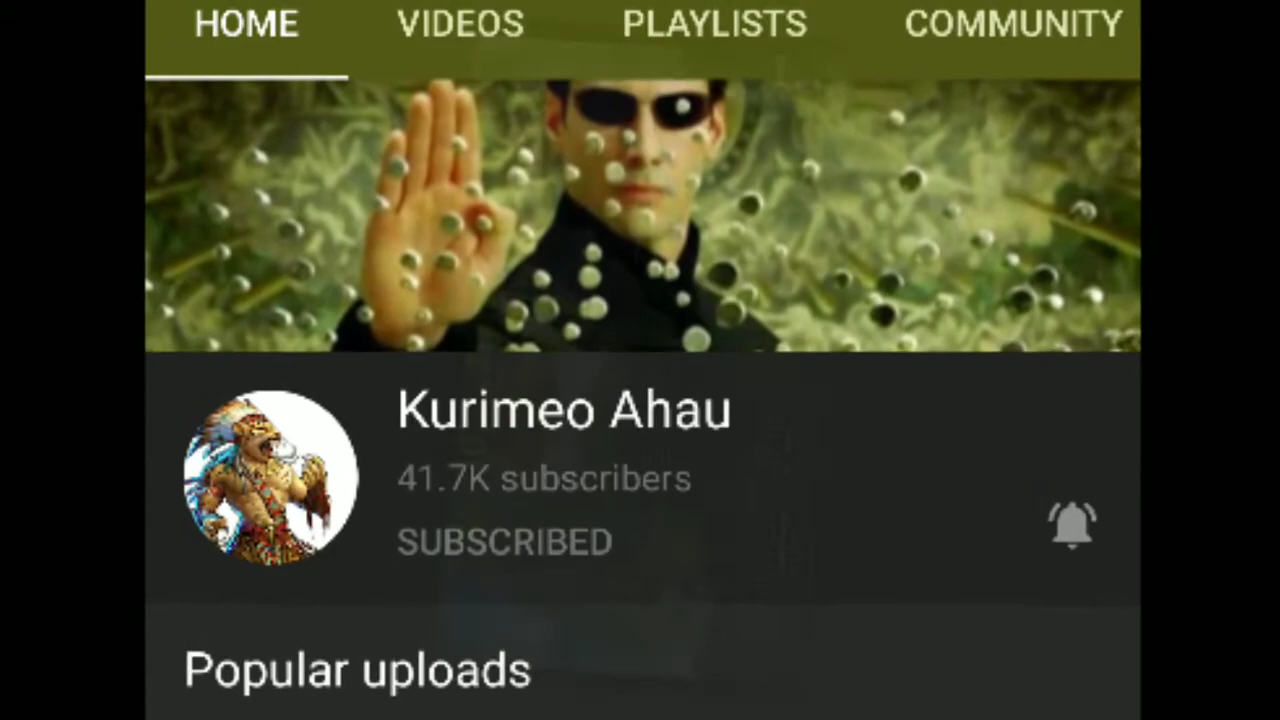 HOME VIDEOS PLAYLISTS COMMUNITY
Kurimeo Ahau
41.7K subscribers
SUBSCRIBED
Popular uploads